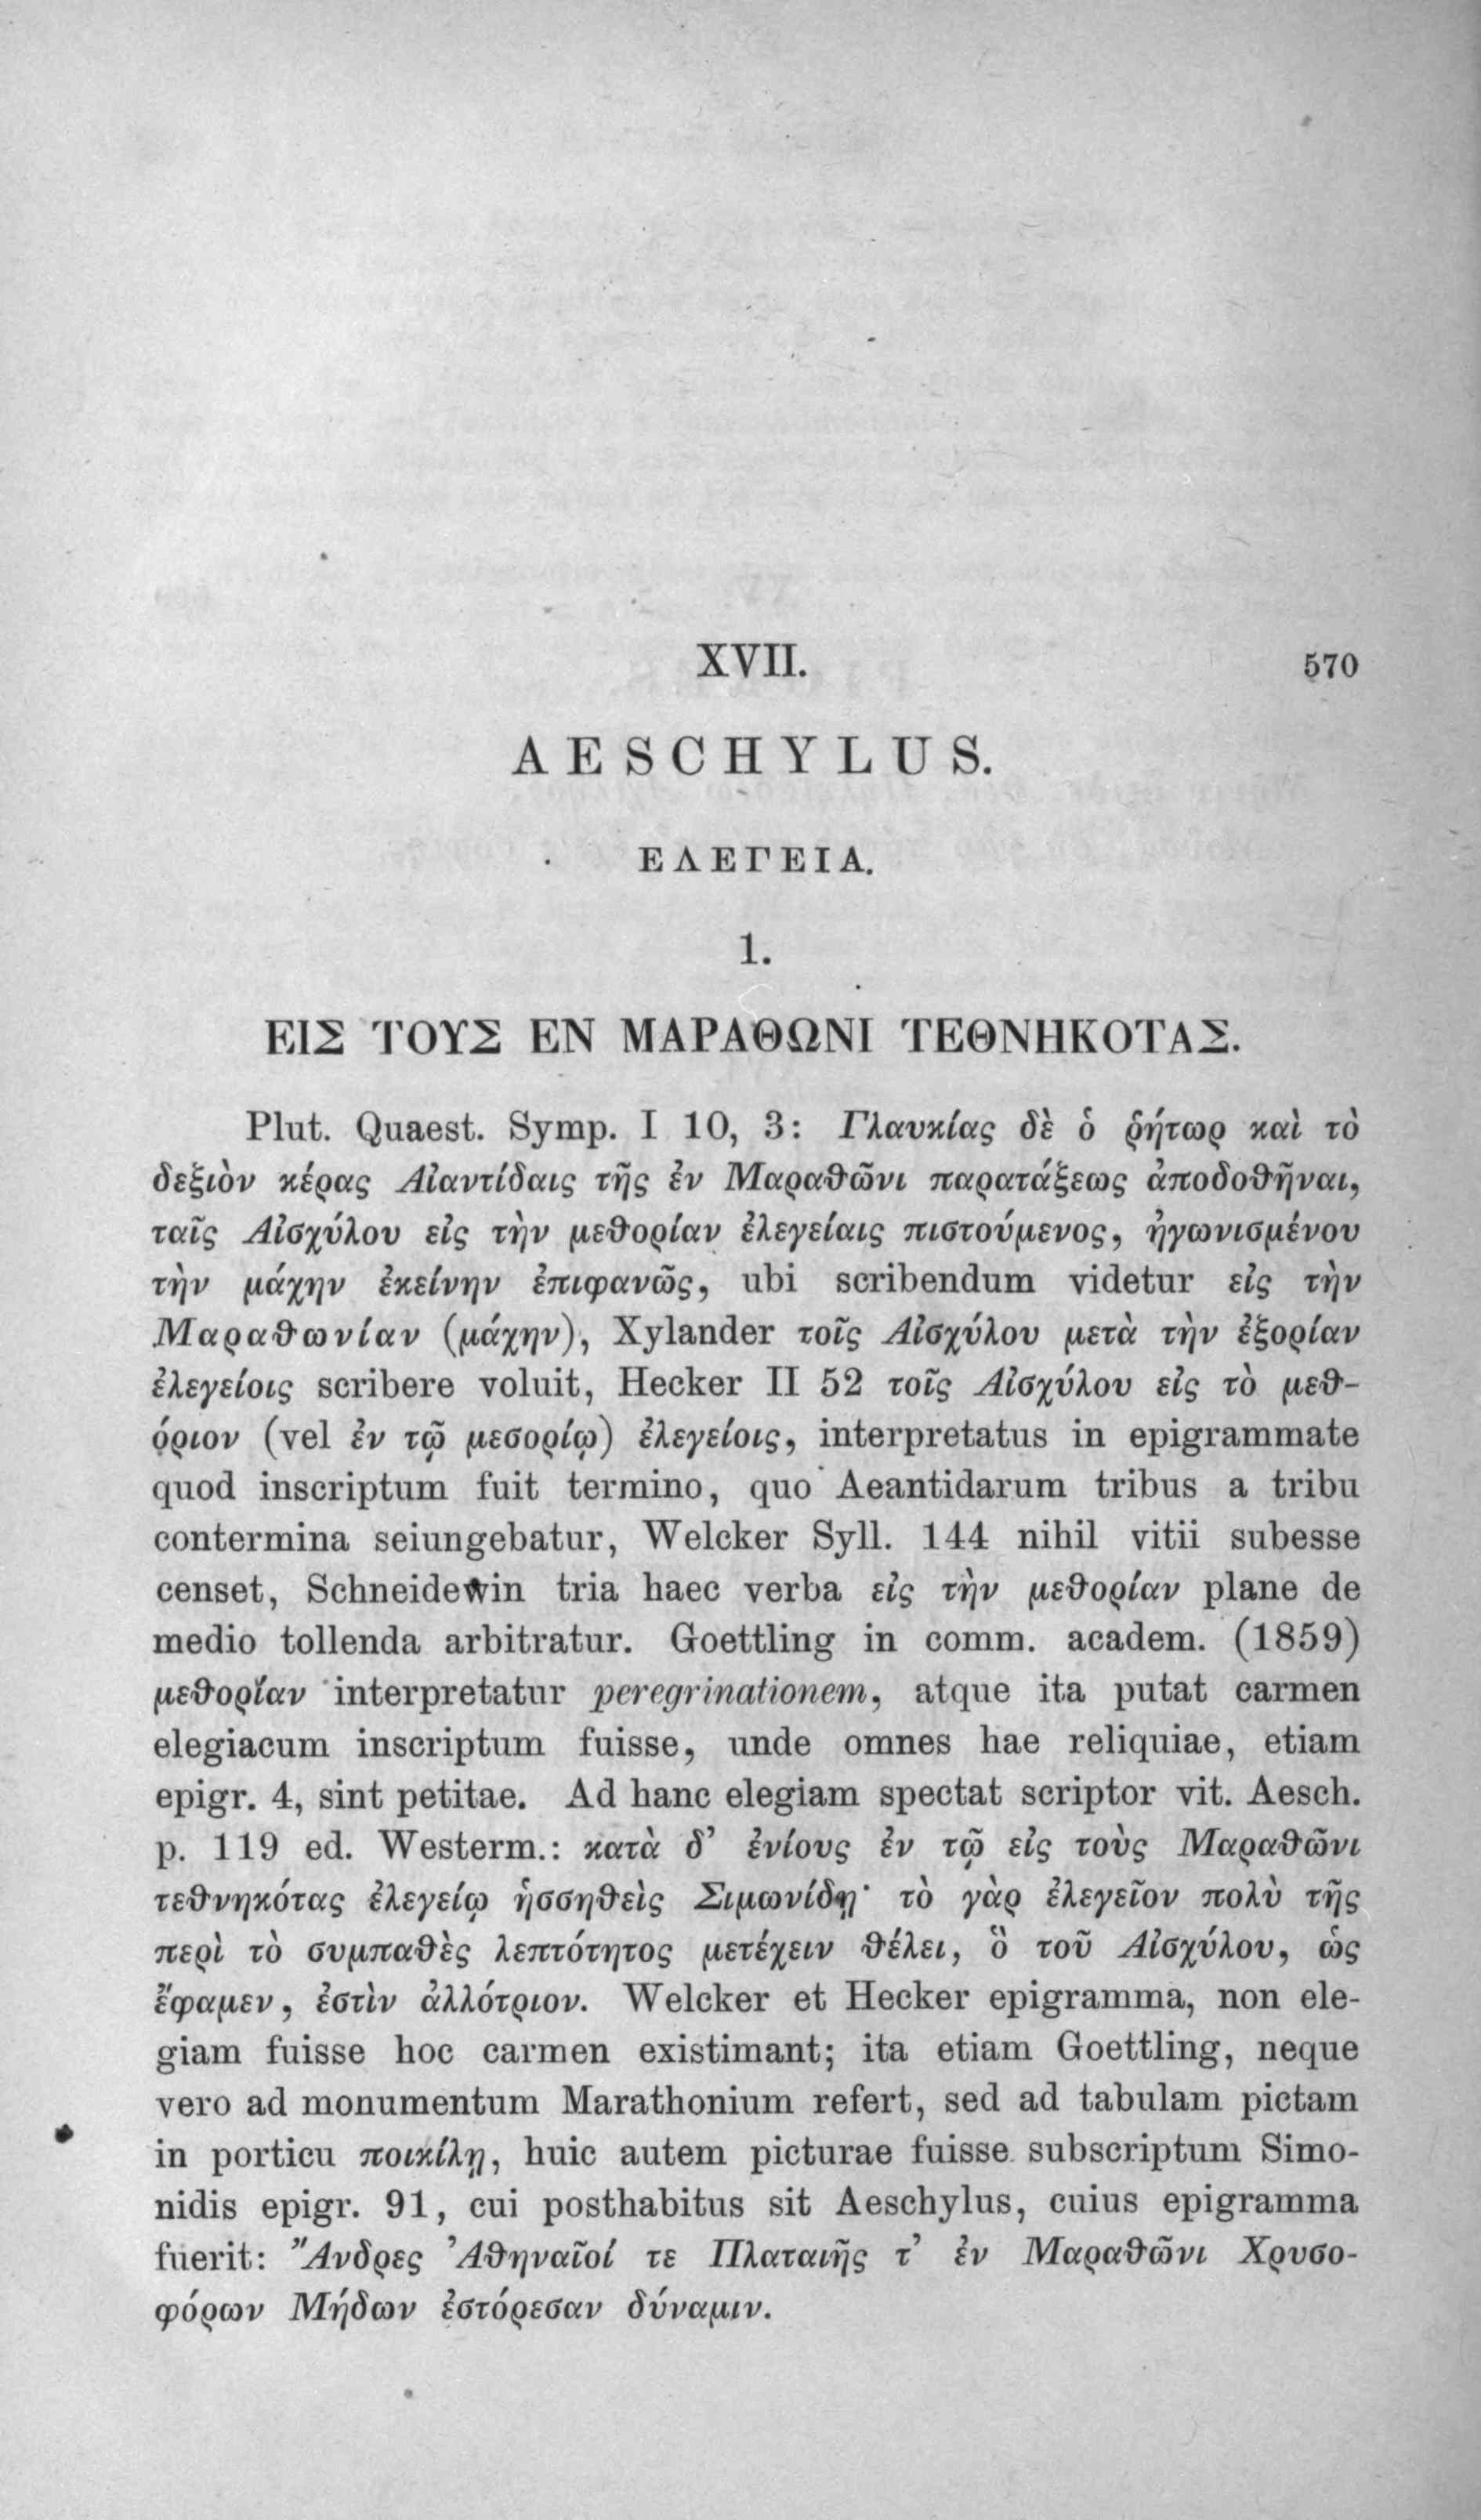 XVII. 570
AESCHYLUS.
ΕΛΕΓΕΙΑ.
1.
ΕΙΣ ΤΟΥΣ ΕΝ ΜΑΡΑΘΩΝΙ ΤΕΘΝΗΚΟΤΑΣ.
Plut. Quaest. Symp. I 10, 3: Γλαυκίας δὲ ὁ ῥήτωρ καὶ τὸ
δεξιὸν κέρας Αἰαντίδαις τῆς ἐν Μαραθῶνι παρατάξεως ἀποδοθῆναι,
ταῖς Αἰσχύλου εἰς τὴν μεθορίαν ἐλεγείαις πιστούμενος, ἠγωνισμένου
τὴν μάχην ἐκείνην ἐπιφανῶς, ubi scribendum videtur εἰς τὴν
Μαραθωνίαν (μάχην), Xylander τοῖς Αἰσχύλου μετὰ τὴν ἐξορίαν
ἐλεγείοις scribere voluit, Hecker II 52 τοῖς Αἰσχύλου εἰς τὸ μεθ-
όριον (vel ἐν τῷ μεσορίῳ) ἐλεγείοις, interpretatus in epigrammate
quod inscriptum fuit termino, quo Aeantidarum tribus a tribu
contermina seiungebatur, Welcker Syll. 144 nihil vitii subesse
censet, Schneidewin tria haec verba εἰς τὴν μεθορίαν plane de
medio tollenda arbitratur. Goettling in comm. academ. (1859)
μεθορίαν interpretatur peregrinationem, atque ita putat carmen
elegiacum inscriptum fuisse, unde omnes hae reliquiae, etiam
epigr. 4, sint petitae. Ad hanc elegiam spectat scriptor vit. Aesch.
p. 119 ed. Westerm.: κατὰ δ’ ἐνίους ἐν τῷ εἰς τοὺς Μαραθῶνι
τεθνηκότας ἐλεγείῳ ἡσσηθεὶς Σιμωνίδῃ· τὸ γὰρ ἐλεγεῖον πολὺ τῆς
περὶ τὸ συμπαθὲς λεπτότητος μετέχειν θέλει, ὃ τοῦ Αἰσχύλου, ὡς
ἔφαμεν, ἐστὶν ἀλλότριον. Welcker et Hecker epigramma, non ele-
giam fuisse hoc carmen existimant; ita etiam Goettling, neque
vero ad monumentum Marathonium refert, sed ad tabulam pictam
in porticu ποικίλῃ, huic autem picturae fuisse subscriptum Simo-
nidis epigr. 91, cui posthabitus sit Aeschylus, cuius epigramma
fuerit: Ἄνδρες Ἀθηναῖοί τε Πλαταιῆς τ’ ἐν Μαραθῶνι Χρυσο-
φόρων Μήδων ἐστόρεσαν δύναμιν.